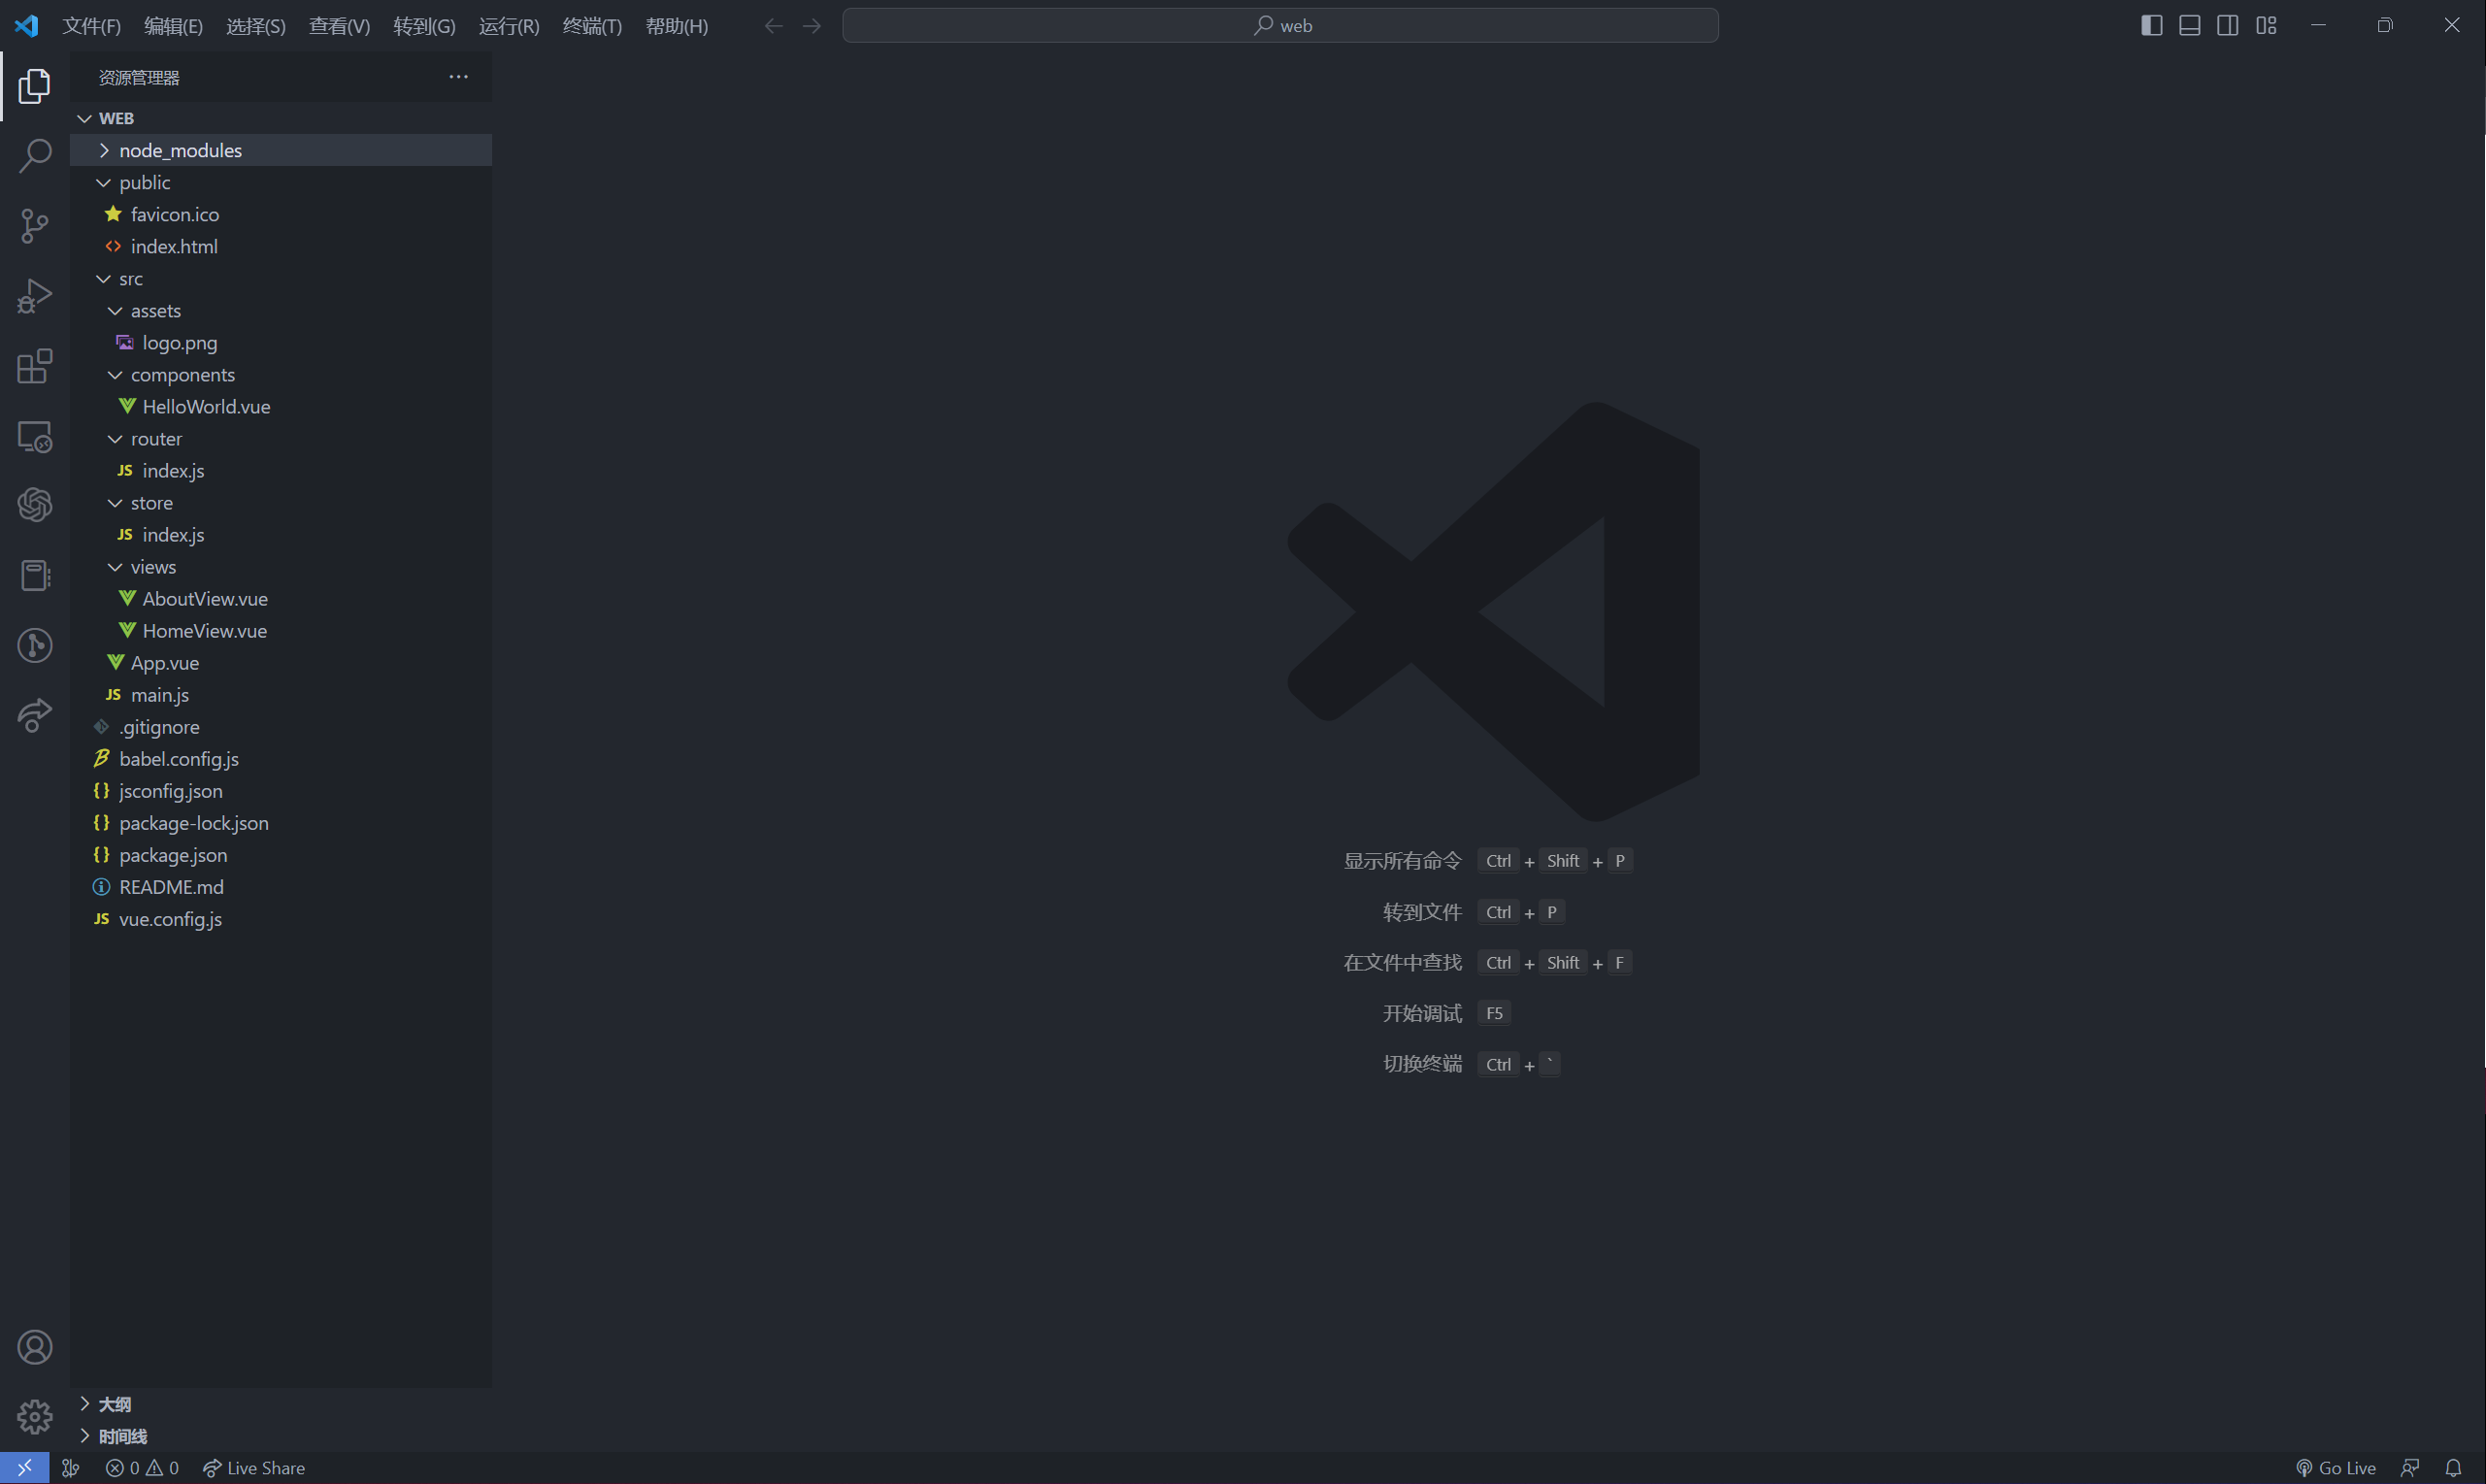 文件(F) 编辑(E) 选择(S) 查看(V) 转到(G) 运行(R) 终端(T) 帮助(H) web
资源管理器
WEB
node_modules
public
favicon.ico
index.html
src
assets
logo.png
components
HelloWorld.vue
router
JS index.js
store
JS index.js
views
AboutView.vue
HomeView.vue
App.vue
JS main.js
.gitignore
babel.config.js
{} jsconfig.json
{} package-lock.json
{} package.json
README.md
JS vue.config.js
显示所有命令 Ctrl + Shift + P
转到文件 Ctrl + P
在文件中查找 Ctrl + Shift + F
开始调试 F5
切换终端 Ctrl + `
大纲
时间线
0 0 Live Share Go Live